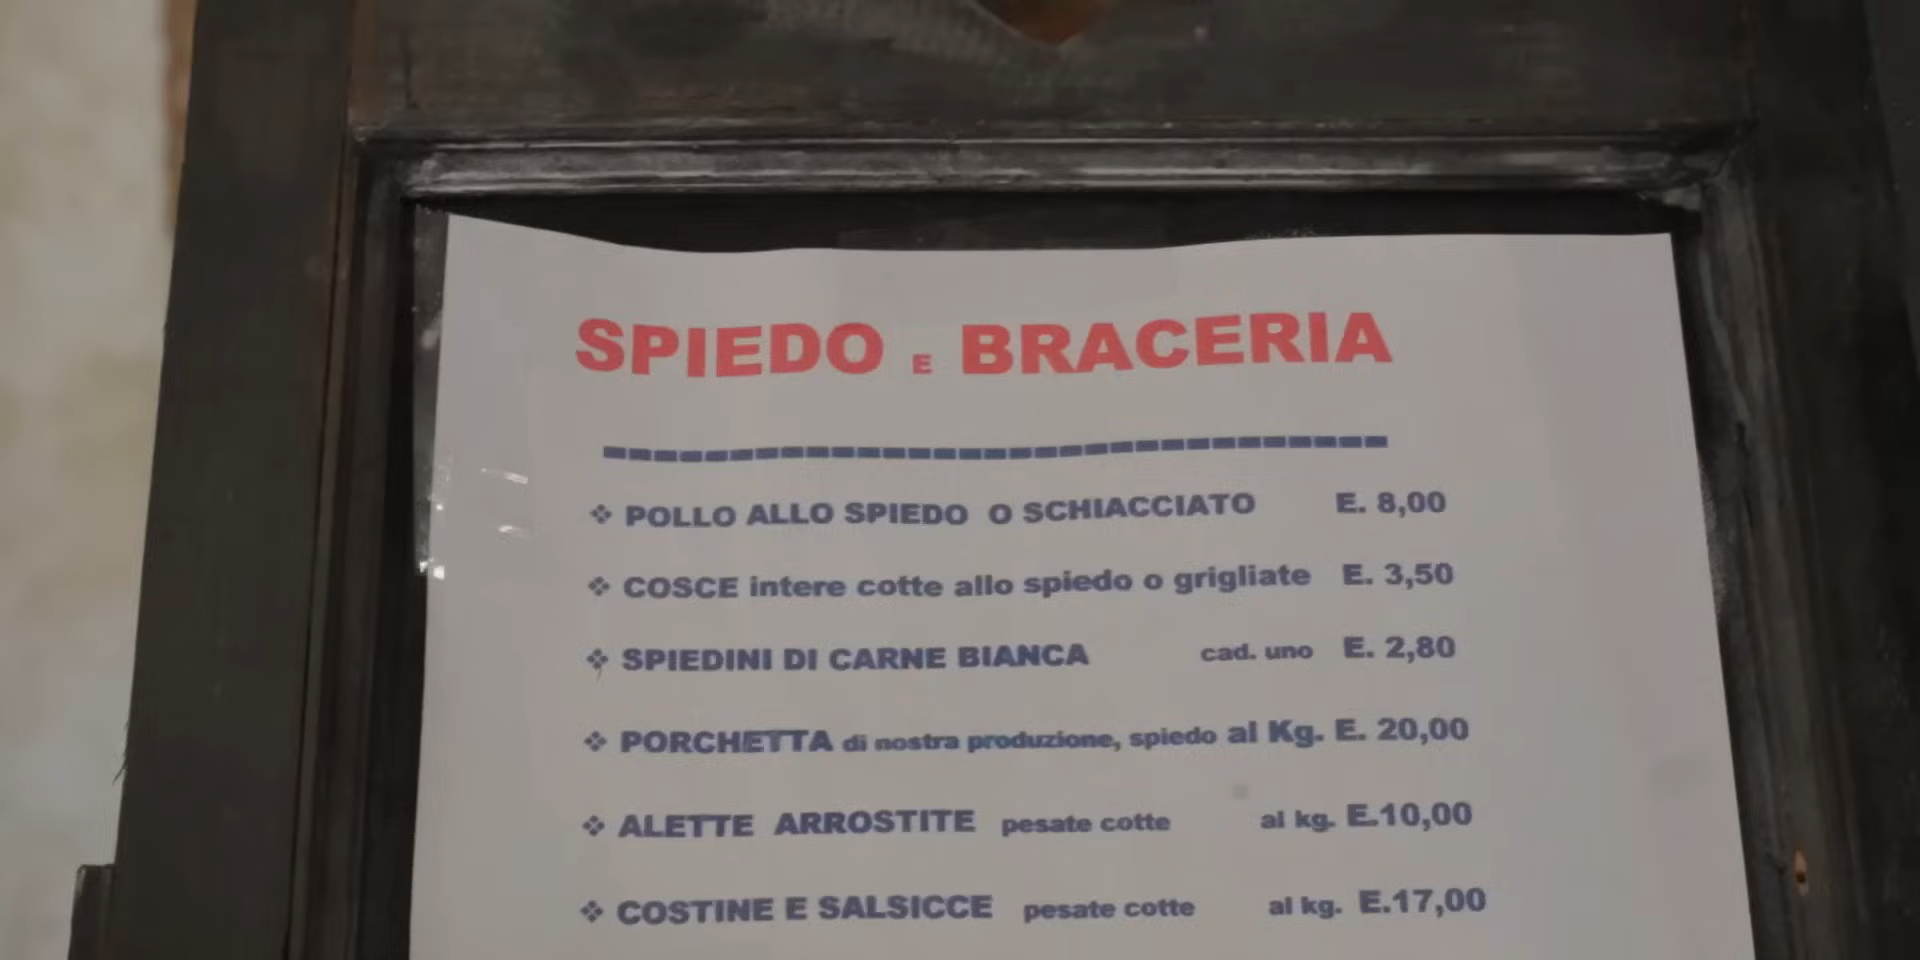 SPIEDO E BRACERIA
❖ POLLO ALLO SPIEDO O SCHIACCIATO E. 8,00
❖ COSCE intere cotte allo spiedo o grigliate E. 3,50
❖ SPIEDINI DI CARNE BIANCA cad. uno E. 2,80
❖ PORCHETTA di nostra produzione, spiedo al Kg. E. 20,00
❖ ALETTE ARROSTITE pesate cotte al kg. E.10,00
❖ COSTINE E SALSICCE pesate cotte al kg. E.17,00